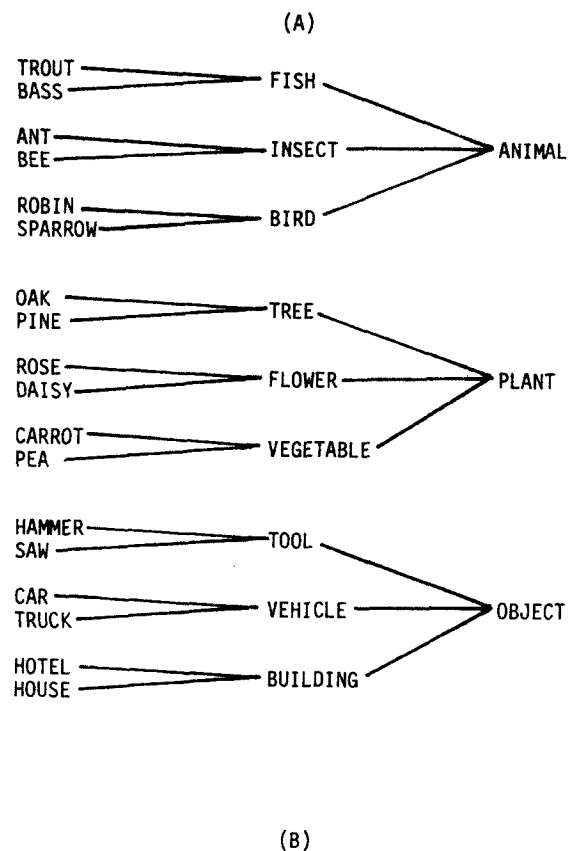 (A)
TROUT
BASS
FISH
ANT
BEE
INSECT
ANIMAL
ROBIN
SPARROW
BIRD
OAK
PINE
TREE
ROSE
DAISY
FLOWER
PLANT
CARROT
PEA
VEGETABLE
HAMMER
SAW
TOOL
CAR
TRUCK
VEHICLE
OBJECT
HOTEL
HOUSE
BUILDING
(B)